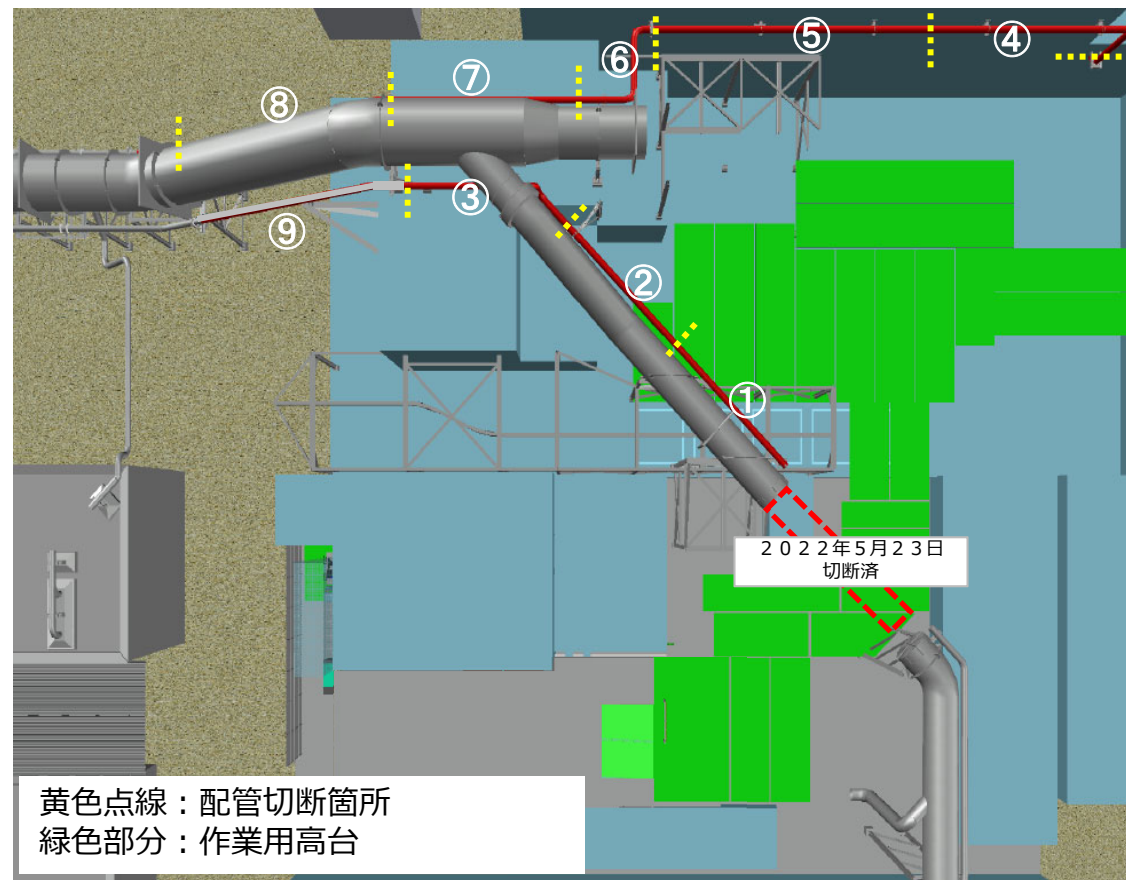 ⑤
④
⑥
⑦
⑧
③
⑨
②
①
２０２２年5月２３日
切断済
黄色点線：配管切断箇所
緑色部分：作業用高台